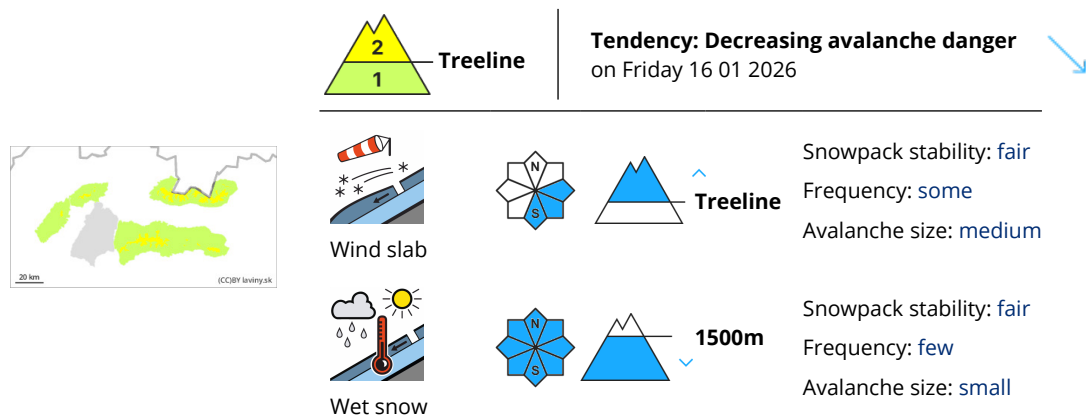 2
1
Treeline
Tendency: Decreasing avalanche danger
on Friday 16 01 2026
20 km
(CC)BY laviny.sk
Wind slab
N
S
Treeline
Snowpack stability: fair
Frequency: some
Avalanche size: medium
Wet snow
N
S
1500m
Snowpack stability: fair
Frequency: few
Avalanche size: small